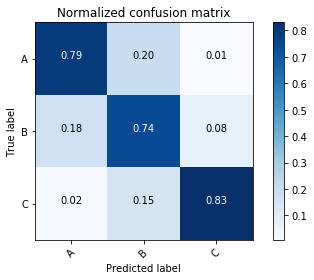 Normalized confusion matrix
A 0.79 0.20 0.01
B 0.18 0.74 0.08
C 0.02 0.15 0.83
A B C
True label
Predicted label
0.8
0.7
0.6
0.5
0.4
0.3
0.2
0.1